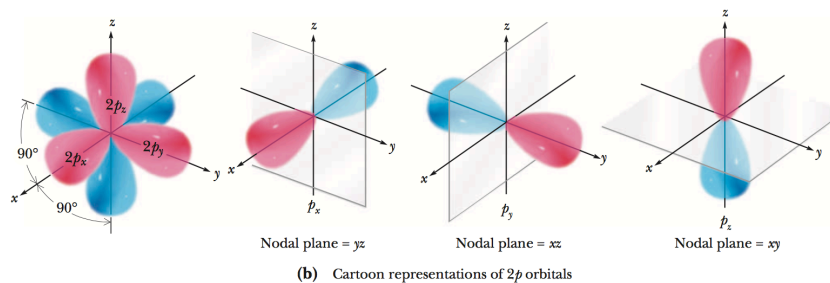 z
2pz
2px
2py
90°
90°
x
y
z
x
y
px
Nodal plane = yz
z
x
y
py
Nodal plane = xz
z
x
y
pz
Nodal plane = xy
(b) Cartoon representations of 2p orbitals